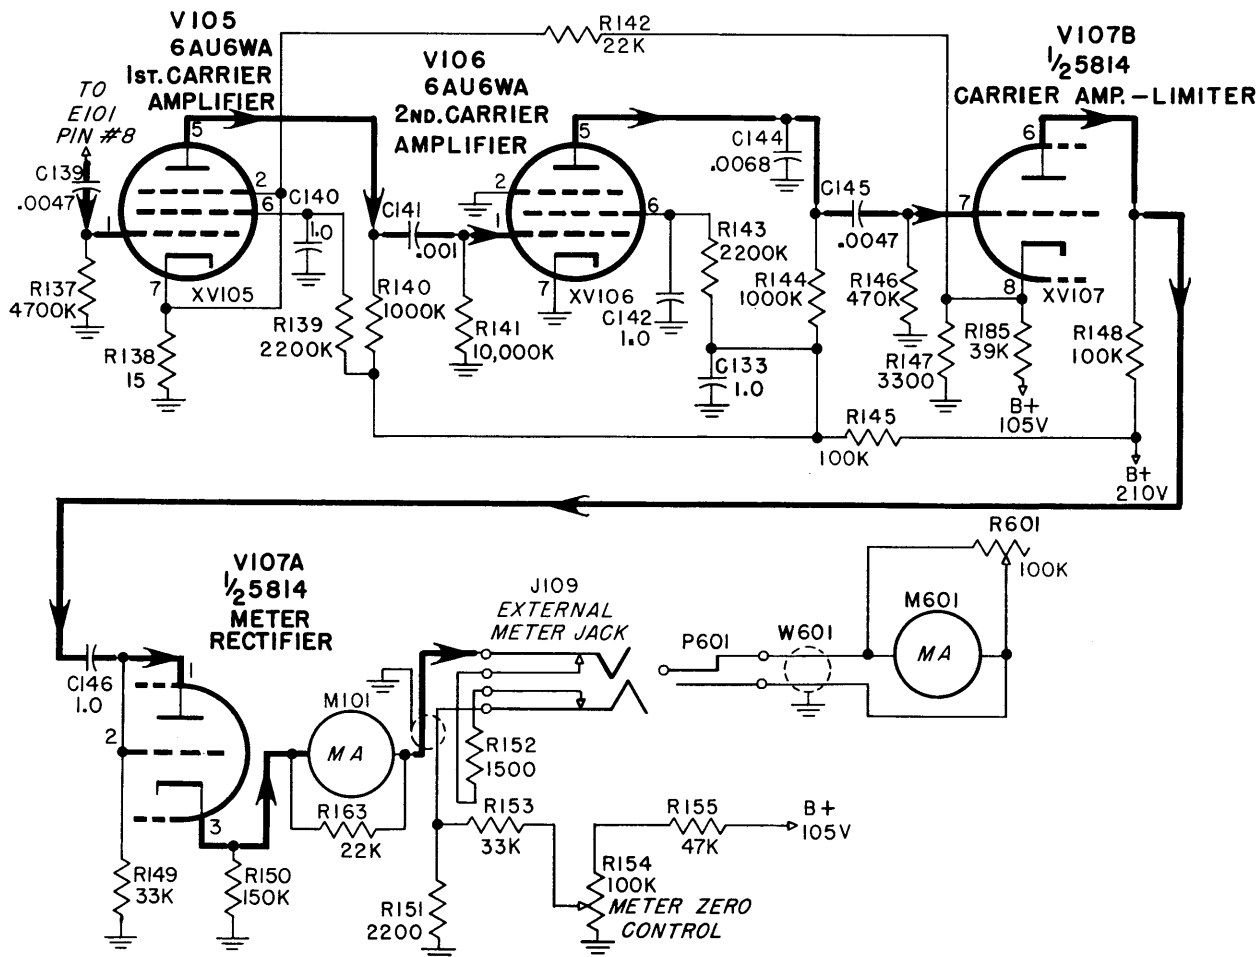 V105
6AU6WA
1ST. CARRIER
AMPLIFIER
TO
E101
PIN #8
C139
.0047
1
5
2
6
7
XV105
R137
4700K
R138
15
C140
1.0
R139
2200K
R140
1000K
R142
22K
V106
6AU6WA
2ND. CARRIER
AMPLIFIER
C141
.001
R141
10,000K
5
2
1
6
7
XV106
C142
1.0
R143
2200K
C133
1.0
C144
.0068
R144
1000K
C145
.0047
R146
470K
R145
100K
V107B
1/2 5814
CARRIER AMP.-LIMITER
6
7
8
XV107
R147
3300
R185
39K
B+
105V
R148
100K
B+
210V
V107A
1/2 5814
METER
RECTIFIER
C146
1.0
1
2
3
R149
33K
R150
150K
M101
MA
R163
22K
J109
EXTERNAL
METER JACK
R152
1500
R153
33K
R151
2200
R154
100K
METER ZERO
CONTROL
R155
47K
B+
105V
P601
W601
M601
MA
R601
100K